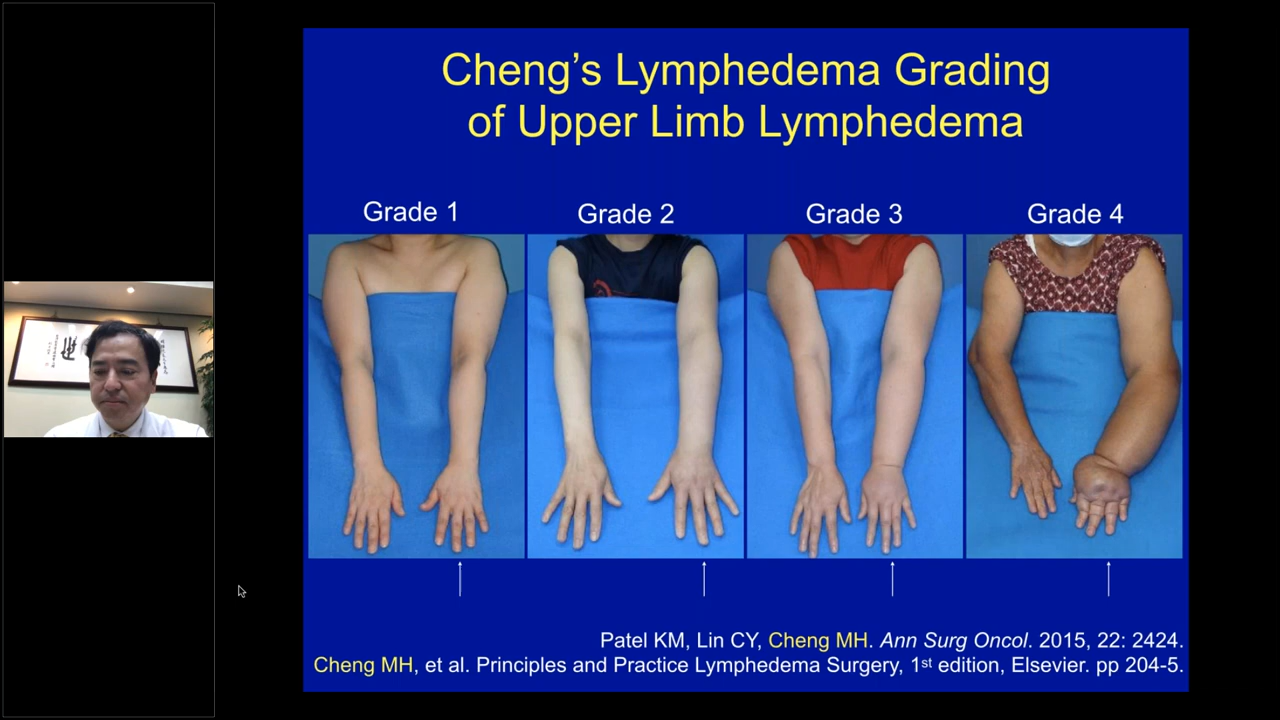 Cheng’s Lymphedema Grading
of Upper Limb Lymphedema
Grade 1
Grade 2
Grade 3
Grade 4
Patel KM, Lin CY, Cheng MH. Ann Surg Oncol. 2015, 22: 2424.
Cheng MH, et al. Principles and Practice Lymphedema Surgery, 1st edition, Elsevier. pp 204-5.